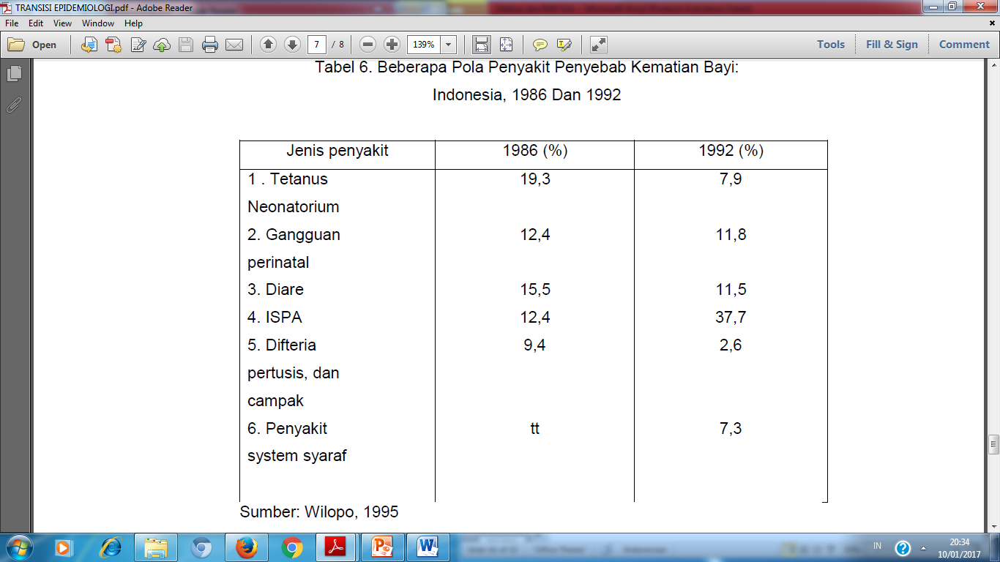 TRANSISI EPIDEMIOLOGI.pdf - Adobe Reader
File Edit View Window Help
Open 7 / 8 139% Tools Fill & Sign Comment
Tabel 6. Beberapa Pola Penyakit Penyebab Kematian Bayi:
Indonesia, 1986 Dan 1992
Jenis penyakit 1986 (%) 1992 (%)
1 . Tetanus 19,3 7,9
Neonatorium
2. Gangguan 12,4 11,8
perinatal
3. Diare 15,5 11,5
4. ISPA 12,4 37,7
5. Difteria 9,4 2,6
pertusis, dan
campak
6. Penyakit tt 7,3
system syaraf
Sumber: Wilopo, 1995
IN 20:34
10/01/2017